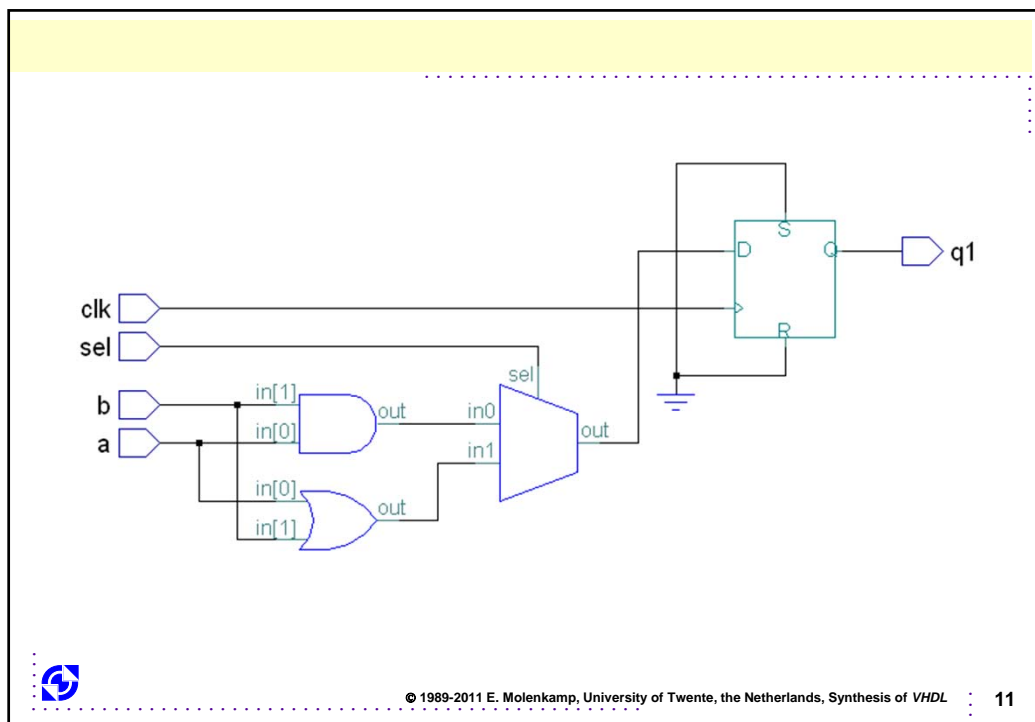 S
D
Q
q1
clk
R
sel
sel
in[1]
b
out
in0
in[0]
a
out
in1
in[0]
out
in[1]
© 1989-2011 E. Molenkamp, University of Twente, the Netherlands, Synthesis of VHDL 11